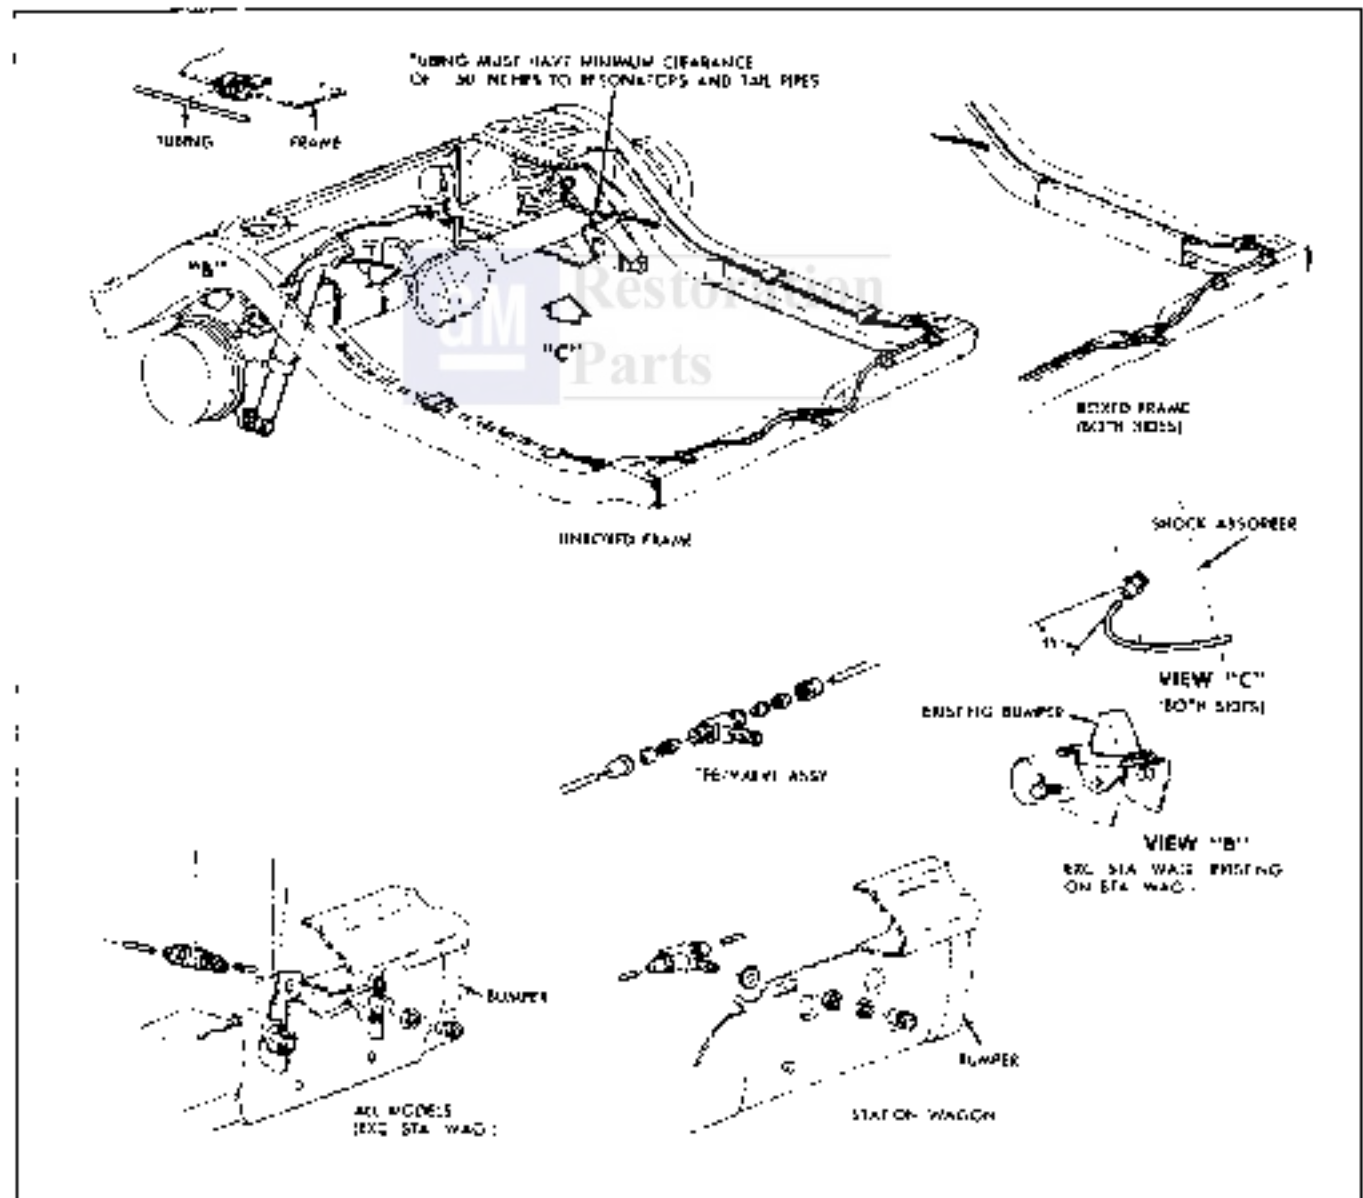 TUBING MUST HAVE MINIMUM CLEARANCE
OF .50 INCHES TO RESONATORS AND TAIL PIPES
TUBING
FRAME
"B"
"C"
GM
Restoration
Parts
BOXED FRAME
(BOTH SIDES)
UNBOXED FRAME
SHOCK ABSORBER
VIEW "C"
(BOTH SIDES)
EXISTING BUMPER
TEE/VALVE ASSY
VIEW "B"
EXC STA WAG EXISTING
ON STA WAG
BUMPER
BUMPER
ALL MODELS
(EXC STA WAG)
STATION WAGON